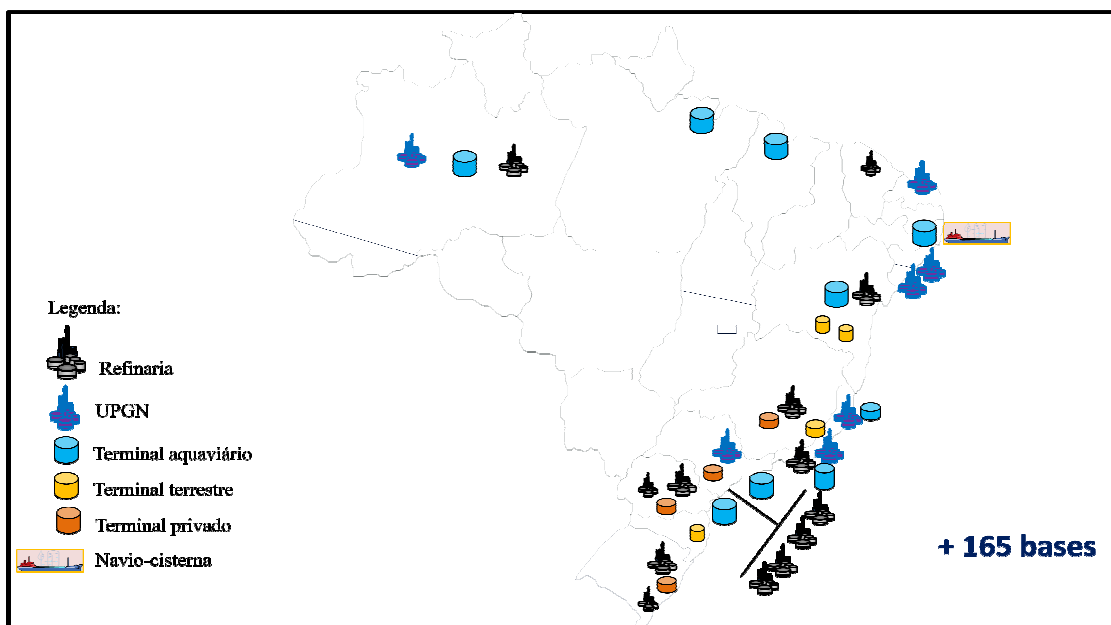 Legenda:
Refinaria
UPGN
Terminal aquaviário
Terminal terrestre
Terminal privado
Navio-cisterna
+ 165 bases